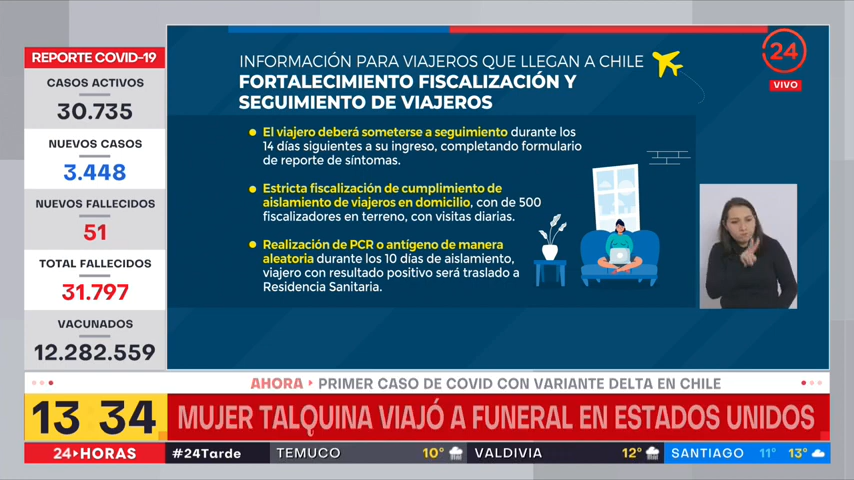 REPORTE COVID-19
CASOS ACTIVOS
30.735
NUEVOS CASOS
3.448
NUEVOS FALLECIDOS
51
TOTAL FALLECIDOS
31.797
VACUNADOS
12.282.559
INFORMACIÓN PARA VIAJEROS QUE LLEGAN A CHILE
FORTALECIMIENTO FISCALIZACIÓN Y
SEGUIMIENTO DE VIAJEROS
El viajero deberá someterse a seguimiento durante los
14 días siguientes a su ingreso, completando formulario
de reporte de síntomas.
Estricta fiscalización de cumplimiento de
aislamiento de viajeros en domicilio, con de 500
fiscalizadores en terreno, con visitas diarias.
Realización de PCR o antígeno de manera
aleatoria durante los 10 días de aislamiento,
viajero con resultado positivo será traslado a
Residencia Sanitaria.
24
VIVO
AHORA PRIMER CASO DE COVID CON VARIANTE DELTA EN CHILE
13 34
MUJER TALQUINA VIAJÓ A FUNERAL EN ESTADOS UNIDOS
24 HORAS
#24Tarde
TEMUCO 10°
VALDIVIA 12°
SANTIAGO 11° 13°